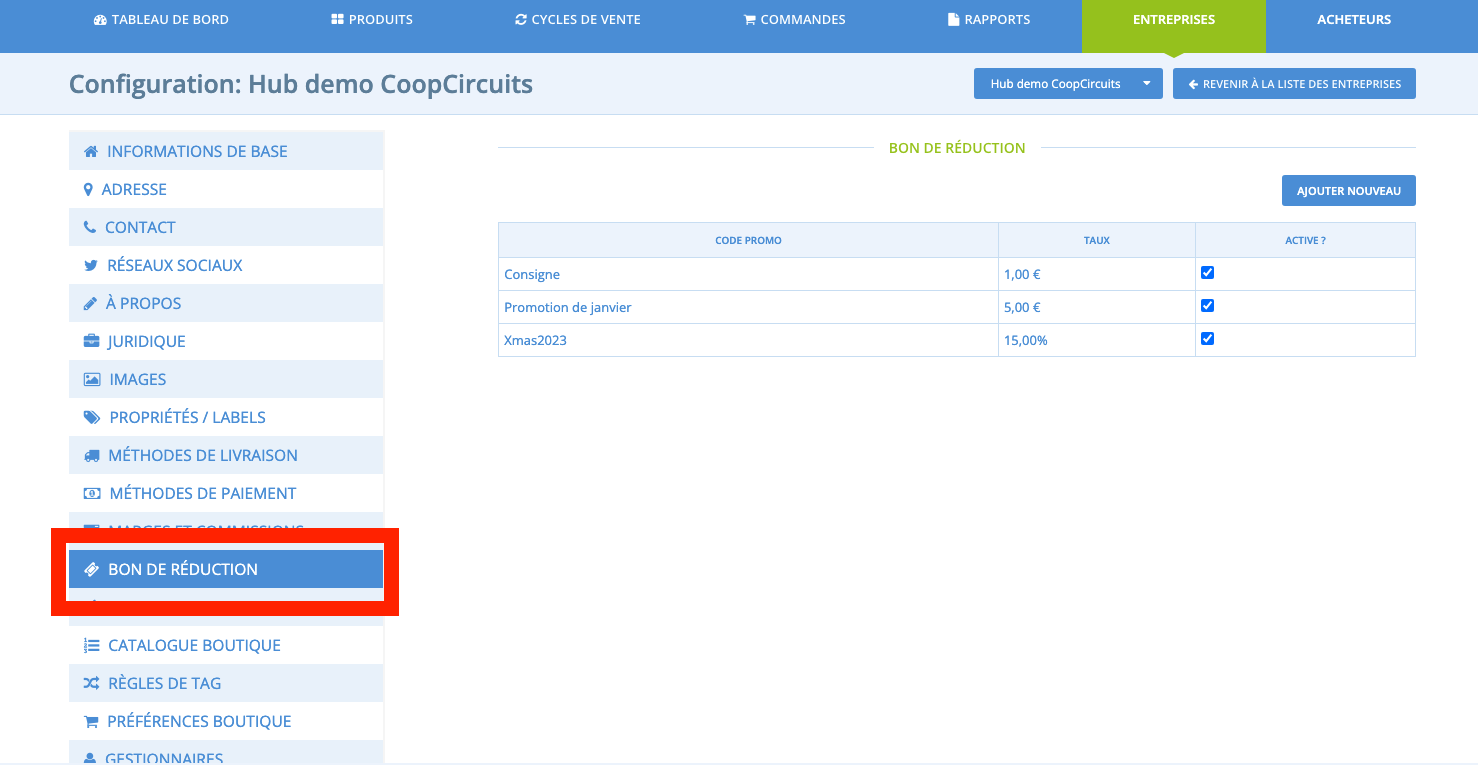 TABLEAU DE BORD PRODUITS CYCLES DE VENTE COMMANDES RAPPORTS ENTREPRISES ACHETEURS
Configuration: Hub demo CoopCircuits
Hub demo CoopCircuits
REVENIR À LA LISTE DES ENTREPRISES
INFORMATIONS DE BASE
ADRESSE
CONTACT
RÉSEAUX SOCIAUX
À PROPOS
JURIDIQUE
IMAGES
PROPRIÉTÉS / LABELS
MÉTHODES DE LIVRAISON
MÉTHODES DE PAIEMENT
MARGES ET COMMISSIONS
BON DE RÉDUCTION
CATALOGUE BOUTIQUE
RÈGLES DE TAG
PRÉFÉRENCES BOUTIQUE
GESTIONNAIRES
BON DE RÉDUCTION
AJOUTER NOUVEAU
CODE PROMO TAUX ACTIVE ?
Consigne 1,00 €
Promotion de janvier 5,00 €
Xmas2023 15,00%